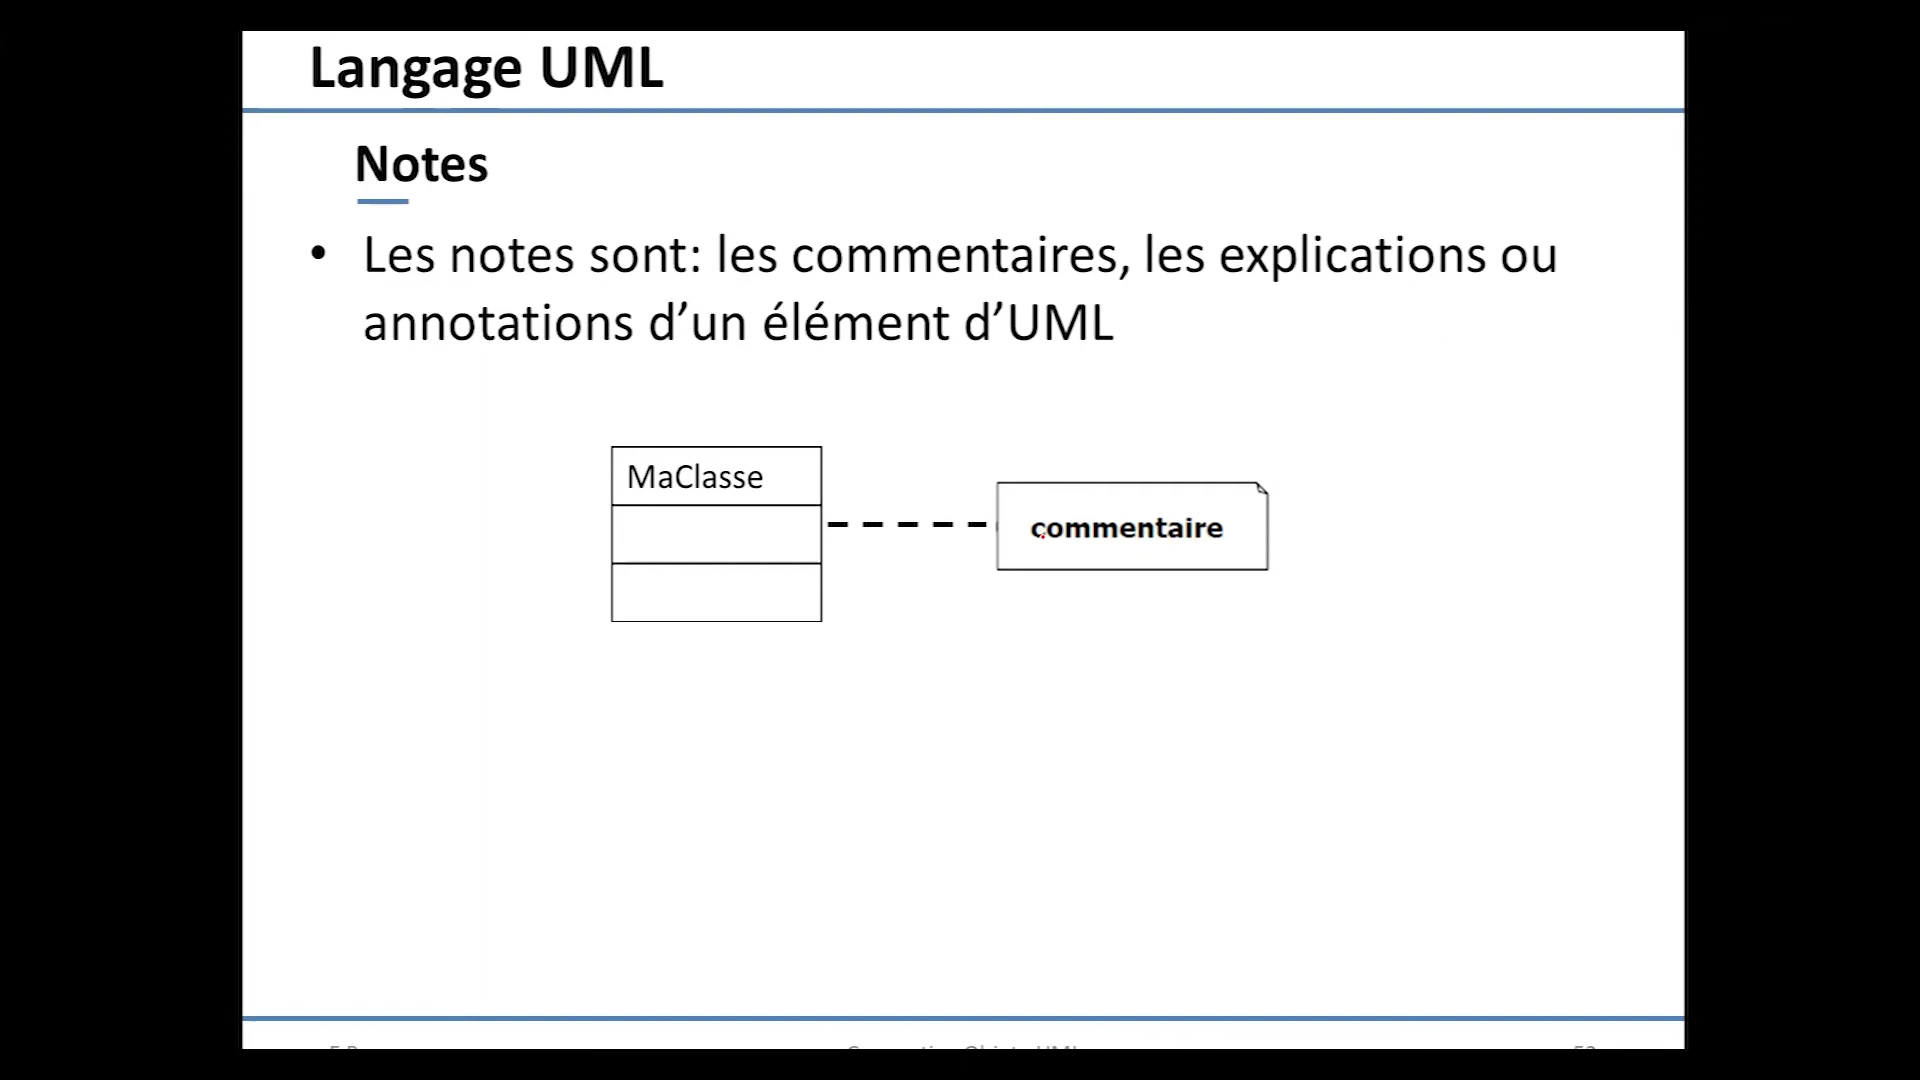 Langage UML
Notes
• Les notes sont: les commentaires, les explications ou
annotations d’un élément d’UML
MaClasse
commentaire